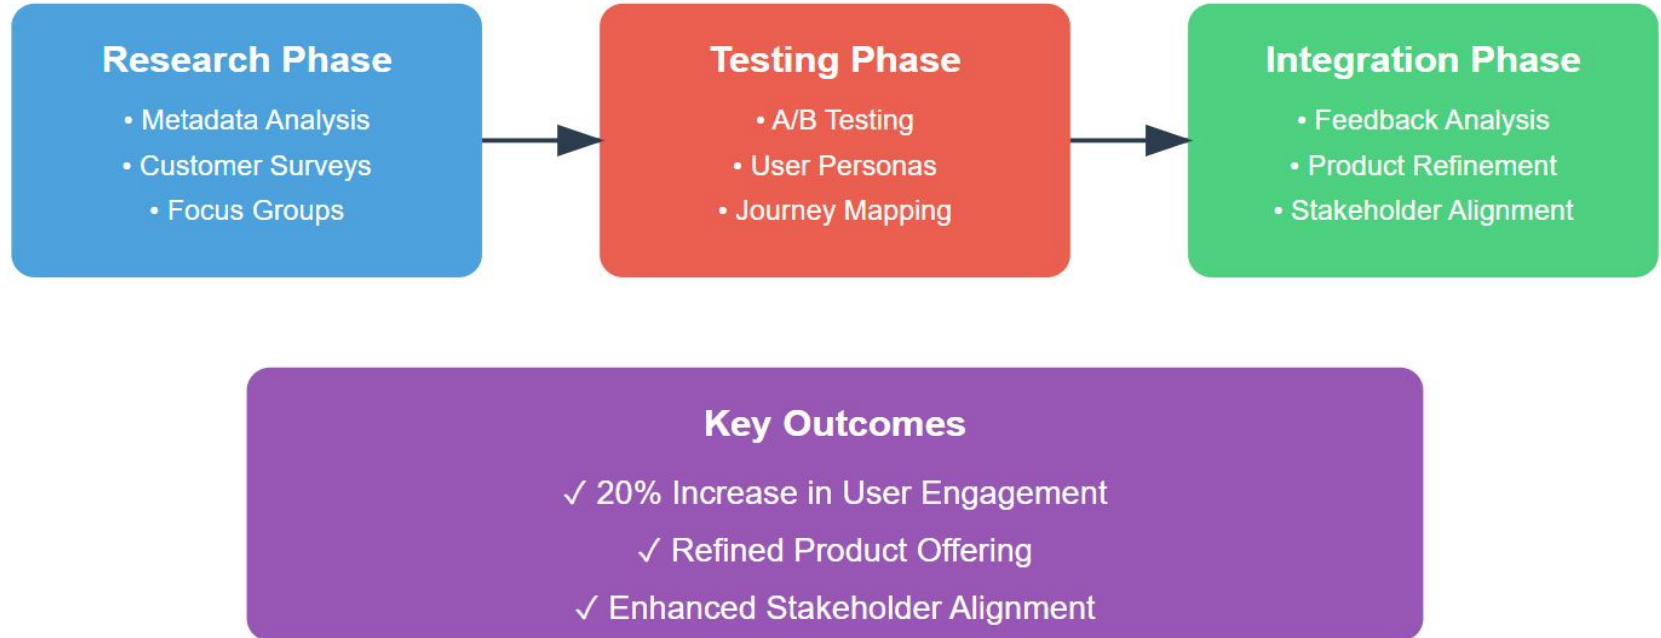 Research Phase
• Metadata Analysis
• Customer Surveys
• Focus Groups
Testing Phase
• A/B Testing
• User Personas
• Journey Mapping
Integration Phase
• Feedback Analysis
• Product Refinement
• Stakeholder Alignment
Key Outcomes
✓ 20% Increase in User Engagement
✓ Refined Product Offering
✓ Enhanced Stakeholder Alignment